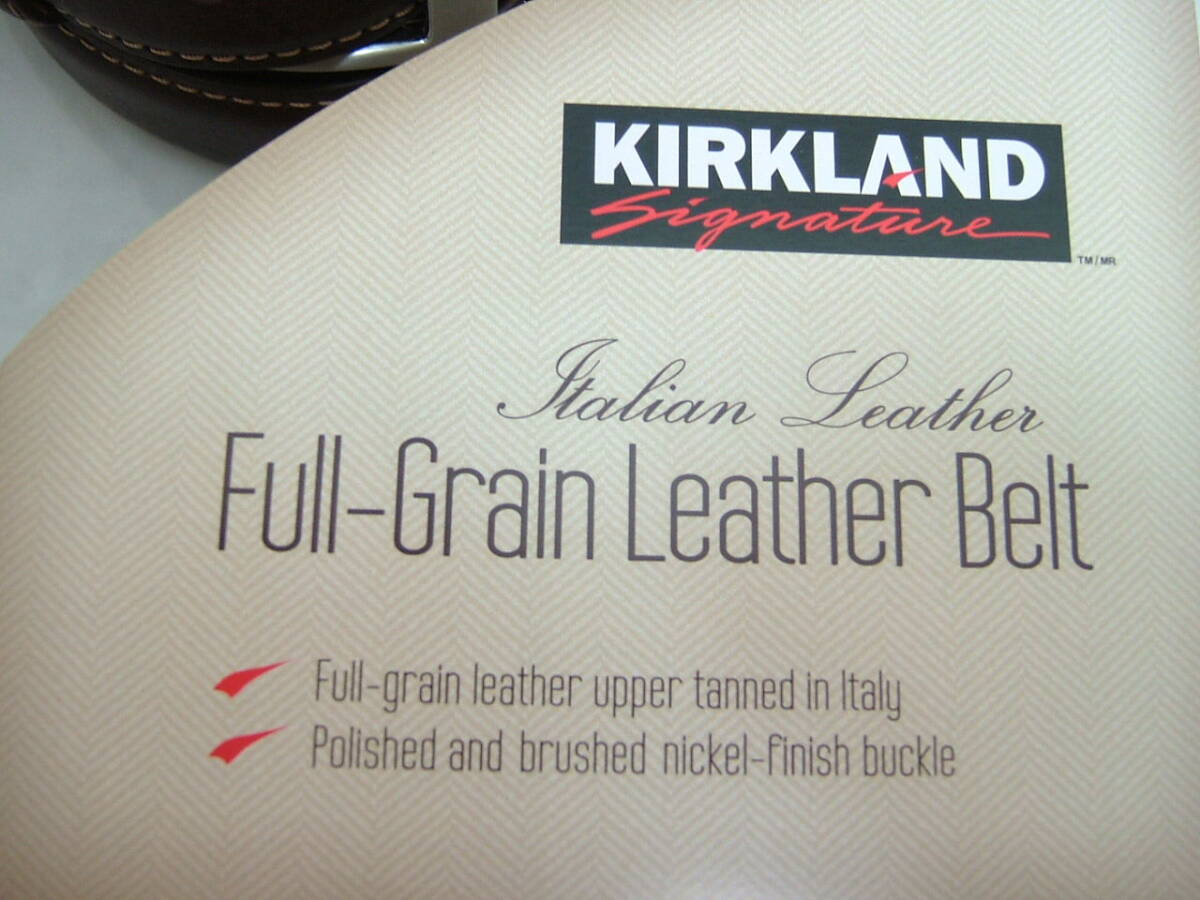 KIRKLAND
Signature
TM/MR
Italian Leather
Full-Grain Leather Belt
Full-grain leather upper tanned in Italy
Polished and brushed nickel-finish buckle